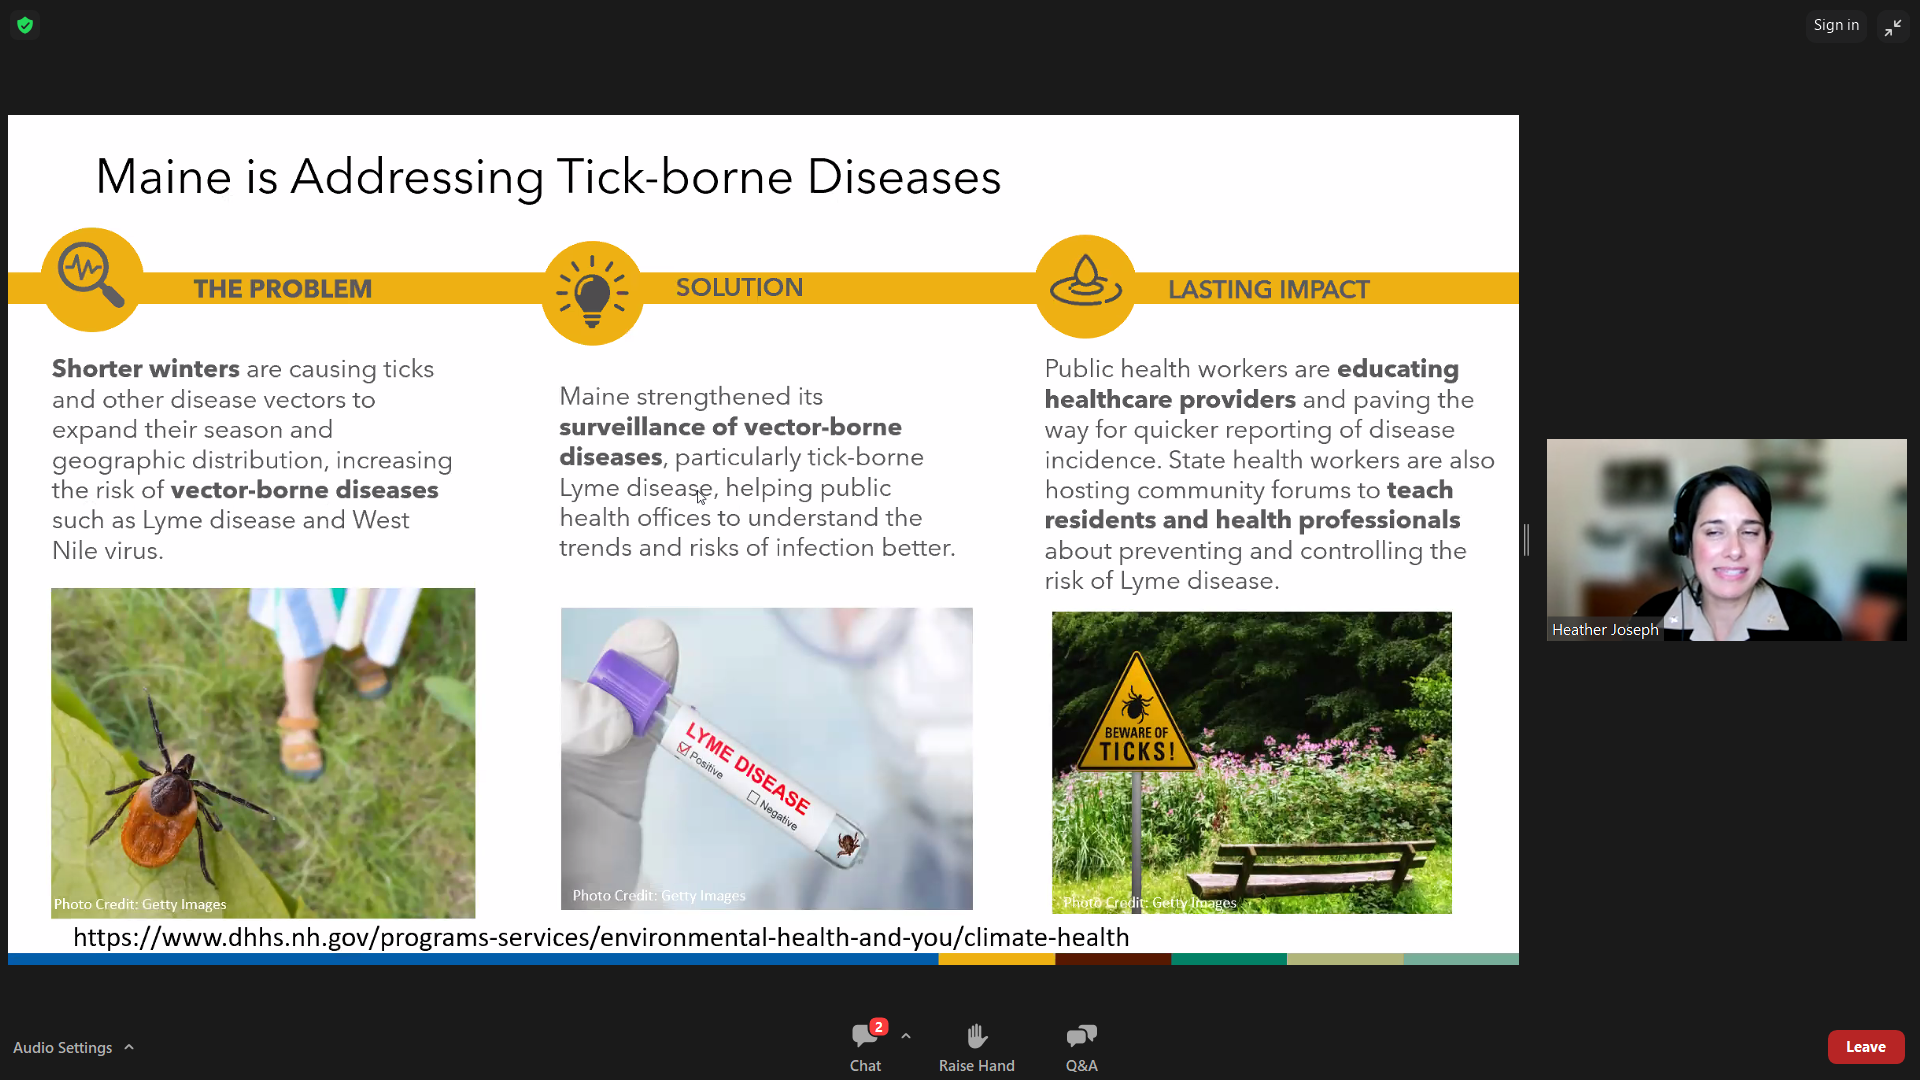 Sign in
Maine is Addressing Tick-borne Diseases
THE PROBLEM
Shorter winters are causing ticks
and other disease vectors to
expand their season and
geographic distribution, increasing
the risk of vector-borne diseases
such as Lyme disease and West
Nile virus.
Photo Credit: Getty Images
SOLUTION
Maine strengthened its
surveillance of vector-borne
diseases, particularly tick-borne
Lyme disease, helping public
health offices to understand the
trends and risks of infection better.
LYME DISEASE
Positive
Negative
Photo Credit: Getty Images
LASTING IMPACT
Public health workers are educating
healthcare providers and paving the
way for quicker reporting of disease
incidence. State health workers are also
hosting community forums to teach
residents and health professionals
about preventing and controlling the
risk of Lyme disease.
BEWARE OF
TICKS!
Photo Credit: Getty Images
https://www.dhhs.nh.gov/programs-services/environmental-health-and-you/climate-health
Heather Joseph
Audio Settings
2
Chat
Raise Hand
Q&A
Leave